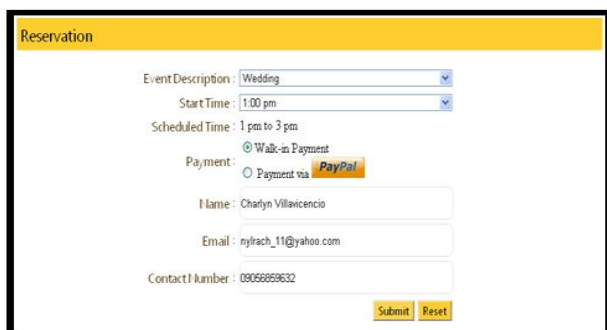 Reservation
Event Description : Wedding
Start Time : 1:00 pm
Scheduled Time : 1 pm to 3 pm
Payment :
Walk-in Payment
Payment via PayPal
Name : Charlyn Villavicencio
Email : nylrach_11@yahoo.com
Contact Number : 09056859632
Submit Reset